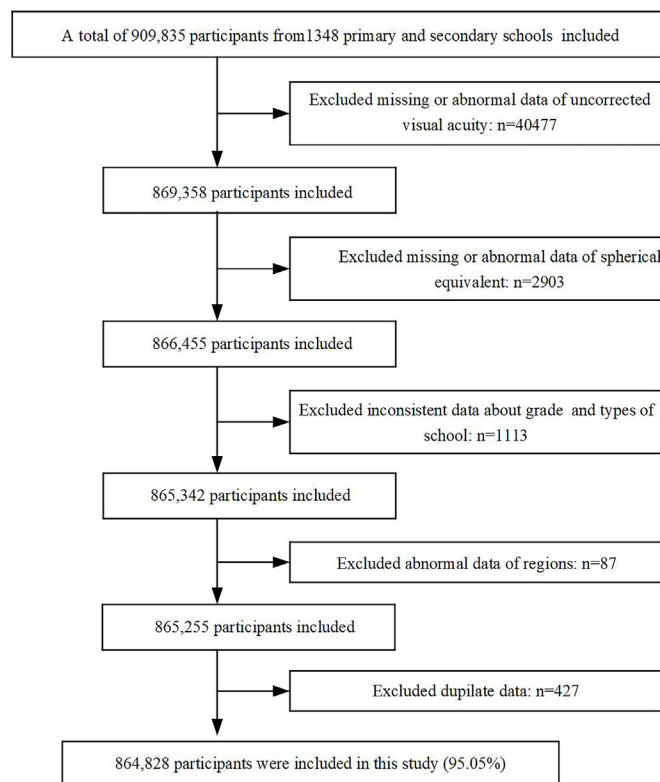 A total of 909,835 participants from1348 primary and secondary schools included
Excluded missing or abnormal data of uncorrected
visual acuity: n=40477
869,358 participants included
Excluded missing or abnormal data of spherical
equivalent: n=2903
866,455 participants included
Excluded inconsistent data about grade and types of
school: n=1113
865,342 participants included
Excluded abnormal data of regions: n=87
865,255 participants included
Excluded dupilate data: n=427
864,828 participants were included in this study (95.05%)